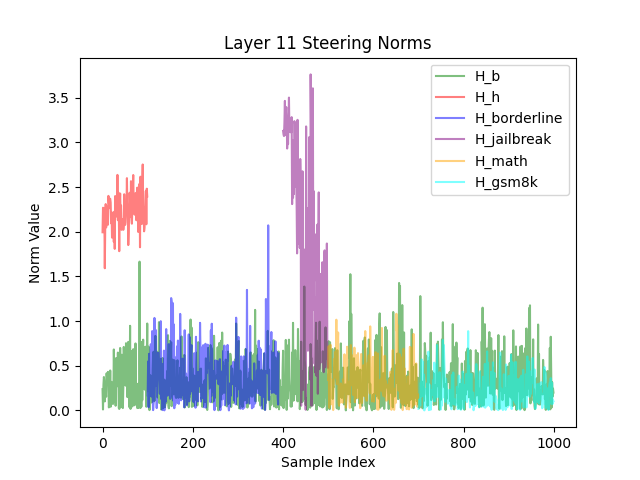 Layer 11 Steering Norms
Norm Value
3.5
3.0
2.5
2.0
1.5
1.0
0.5
0.0
H_b
H_h
H_borderline
H_jailbreak
H_math
H_gsm8k
0
200
400
600
800
1000
Sample Index